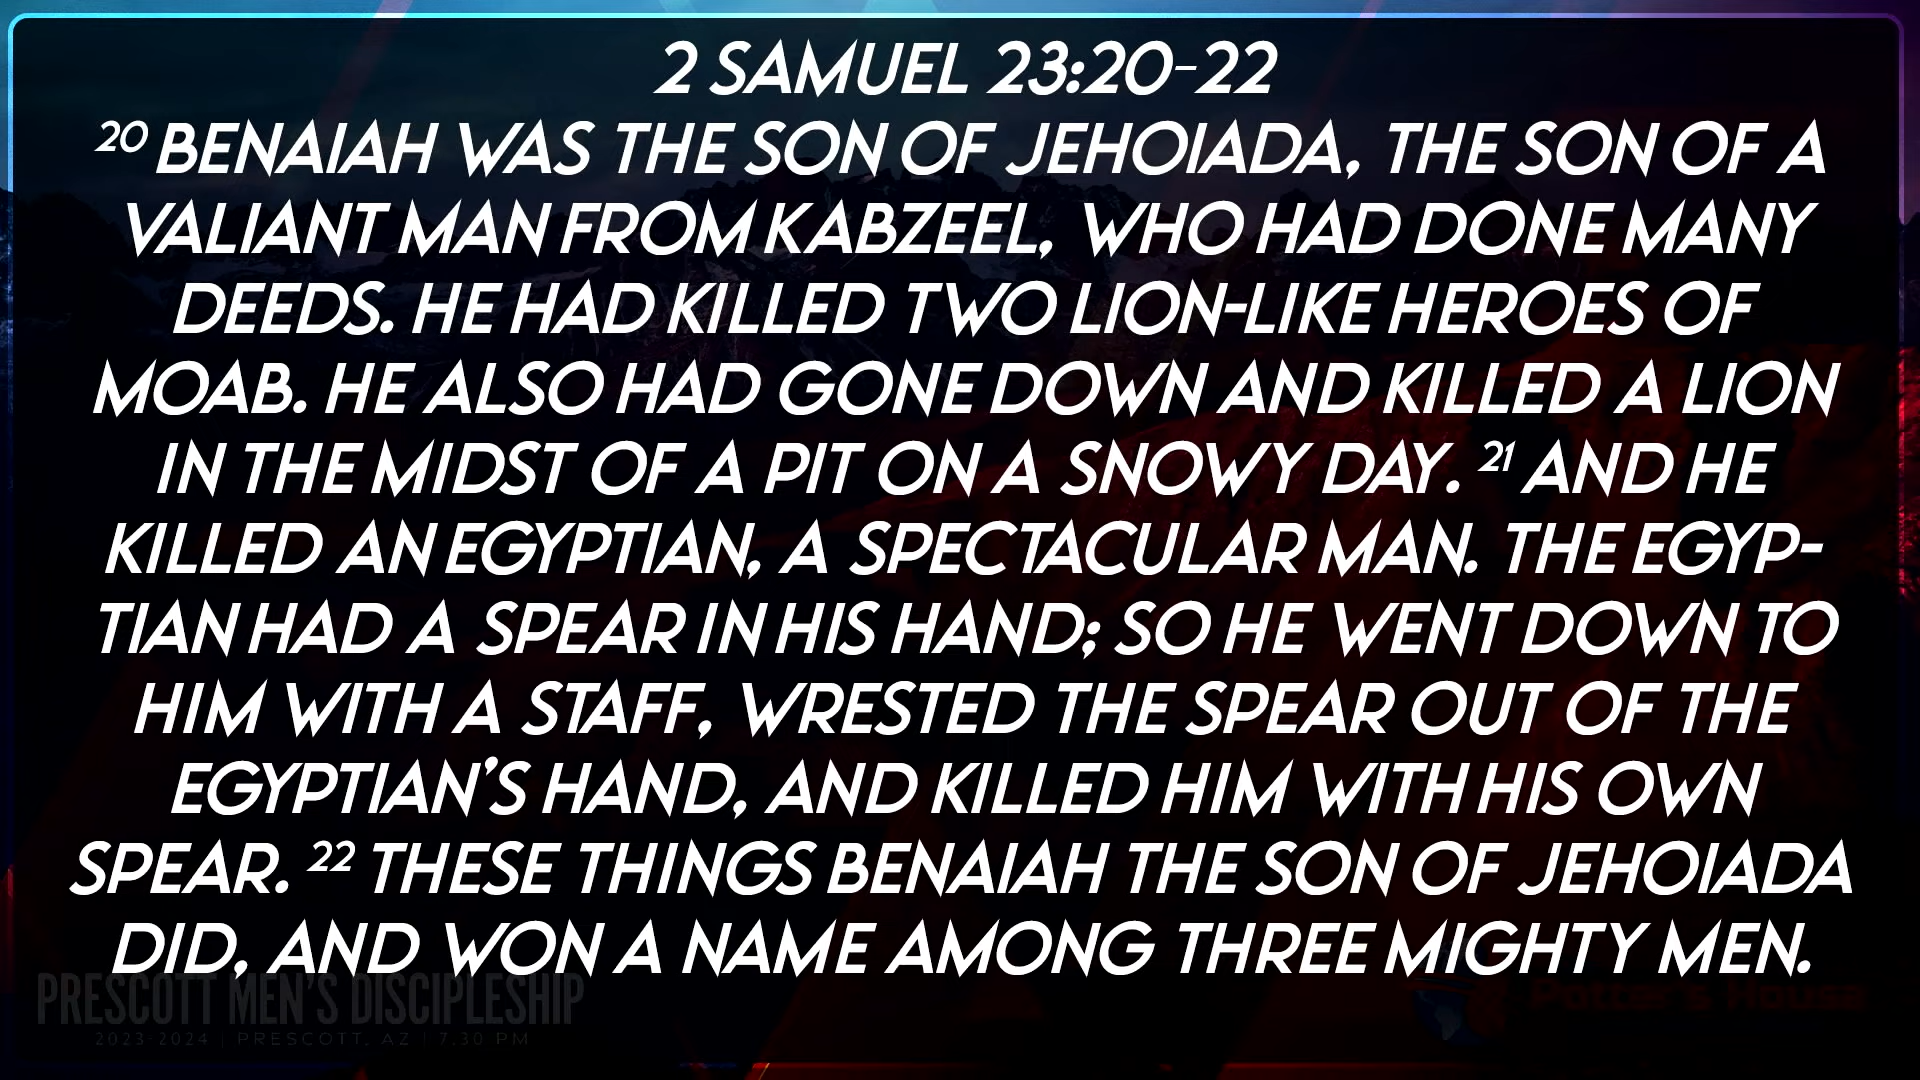 2 SAMUEL 23:20-22
20 BENAIAH WAS THE SON OF JEHOIADA, THE SON OF A
VALIANT MAN FROM KABZEEL, WHO HAD DONE MANY
DEEDS. HE HAD KILLED TWO LION-LIKE HEROES OF
MOAB. HE ALSO HAD GONE DOWN AND KILLED A LION
IN THE MIDST OF A PIT ON A SNOWY DAY. 21 AND HE
KILLED AN EGYPTIAN, A SPECTACULAR MAN. THE EGYP-
TIAN HAD A SPEAR IN HIS HAND; SO HE WENT DOWN TO
HIM WITH A STAFF, WRESTED THE SPEAR OUT OF THE
EGYPTIAN’S HAND, AND KILLED HIM WITH HIS OWN
SPEAR. 22 THESE THINGS BENAIAH THE SON OF JEHOIADA
DID, AND WON A NAME AMONG THREE MIGHTY MEN.
PRESCOTT MEN'S DISCIPLESHIP
2023-2024 | PRESCOTT, AZ | 7.30 PM
Potter's House